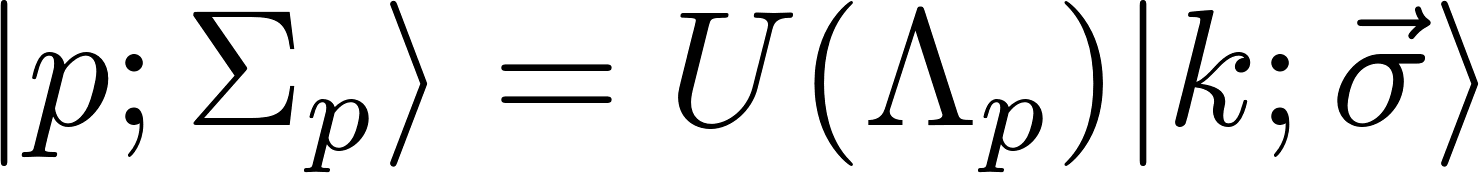 |p; Σ_p⟩ = U(Λ_p) |k; σ⃗⟩